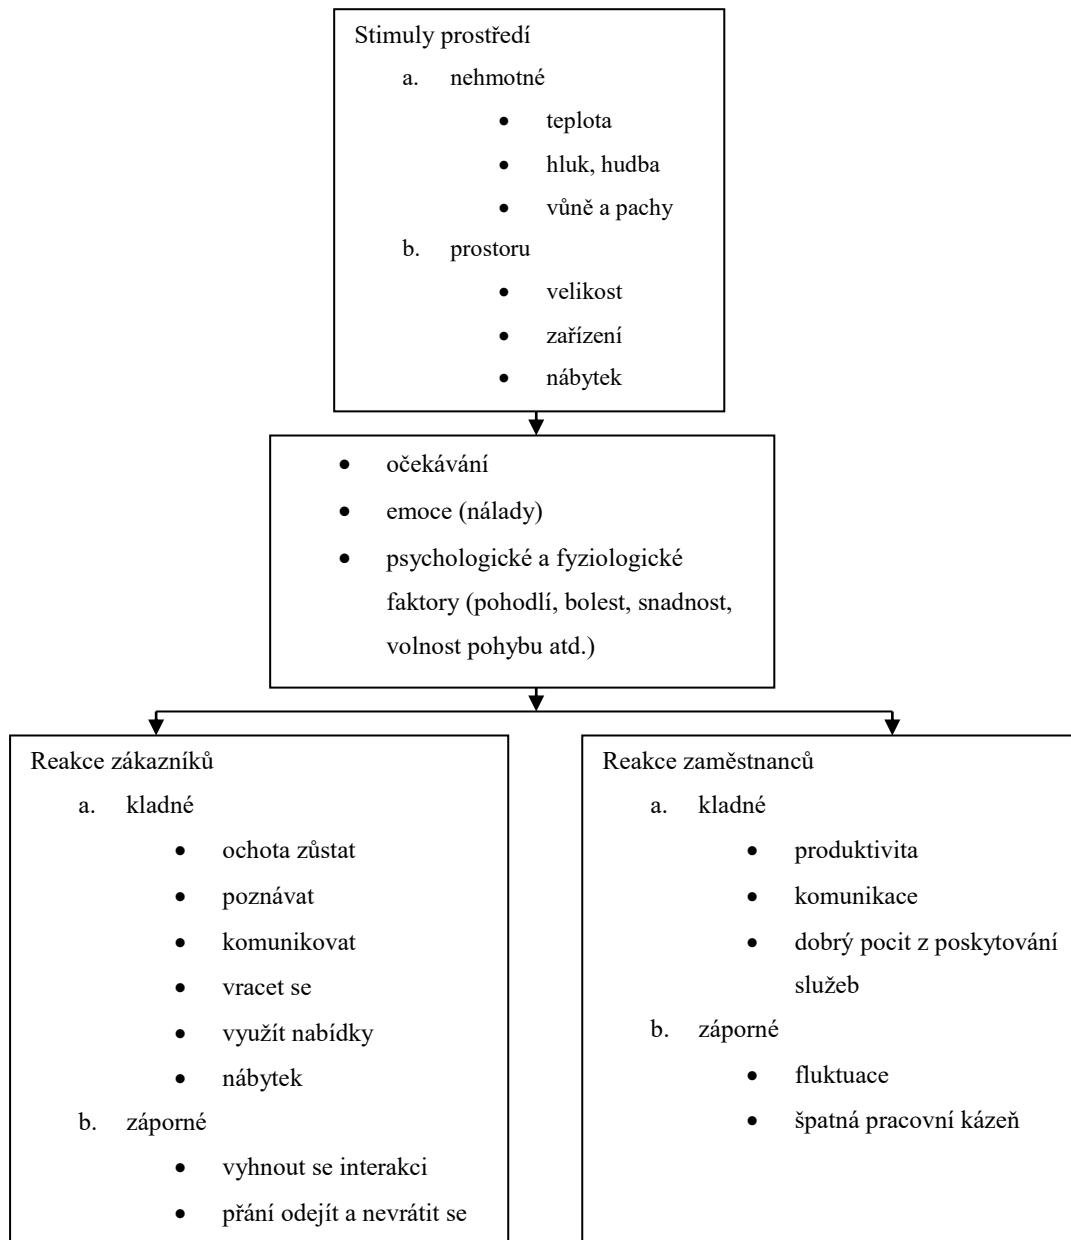 Stimuly prostředí
a. nehmotné
• teplota
• hluk, hudba
• vůně a pachy
b. prostoru
• velikost
• zařízení
• nábytek
• očekávání
• emoce (nálady)
• psychologické a fyziologické
faktory (pohodlí, bolest, snadnost,
volnost pohybu atd.)
Reakce zákazníků
a. kladné
• ochota zůstat
• poznávat
• komunikovat
• vracet se
• využít nabídky
• nábytek
b. záporné
• vyhnout se interakci
• přání odejít a nevrátit se
Reakce zaměstnanců
a. kladné
• produktivita
• komunikace
• dobrý pocit z poskytování
služeb
b. záporné
• fluktuace
• špatná pracovní kázeň